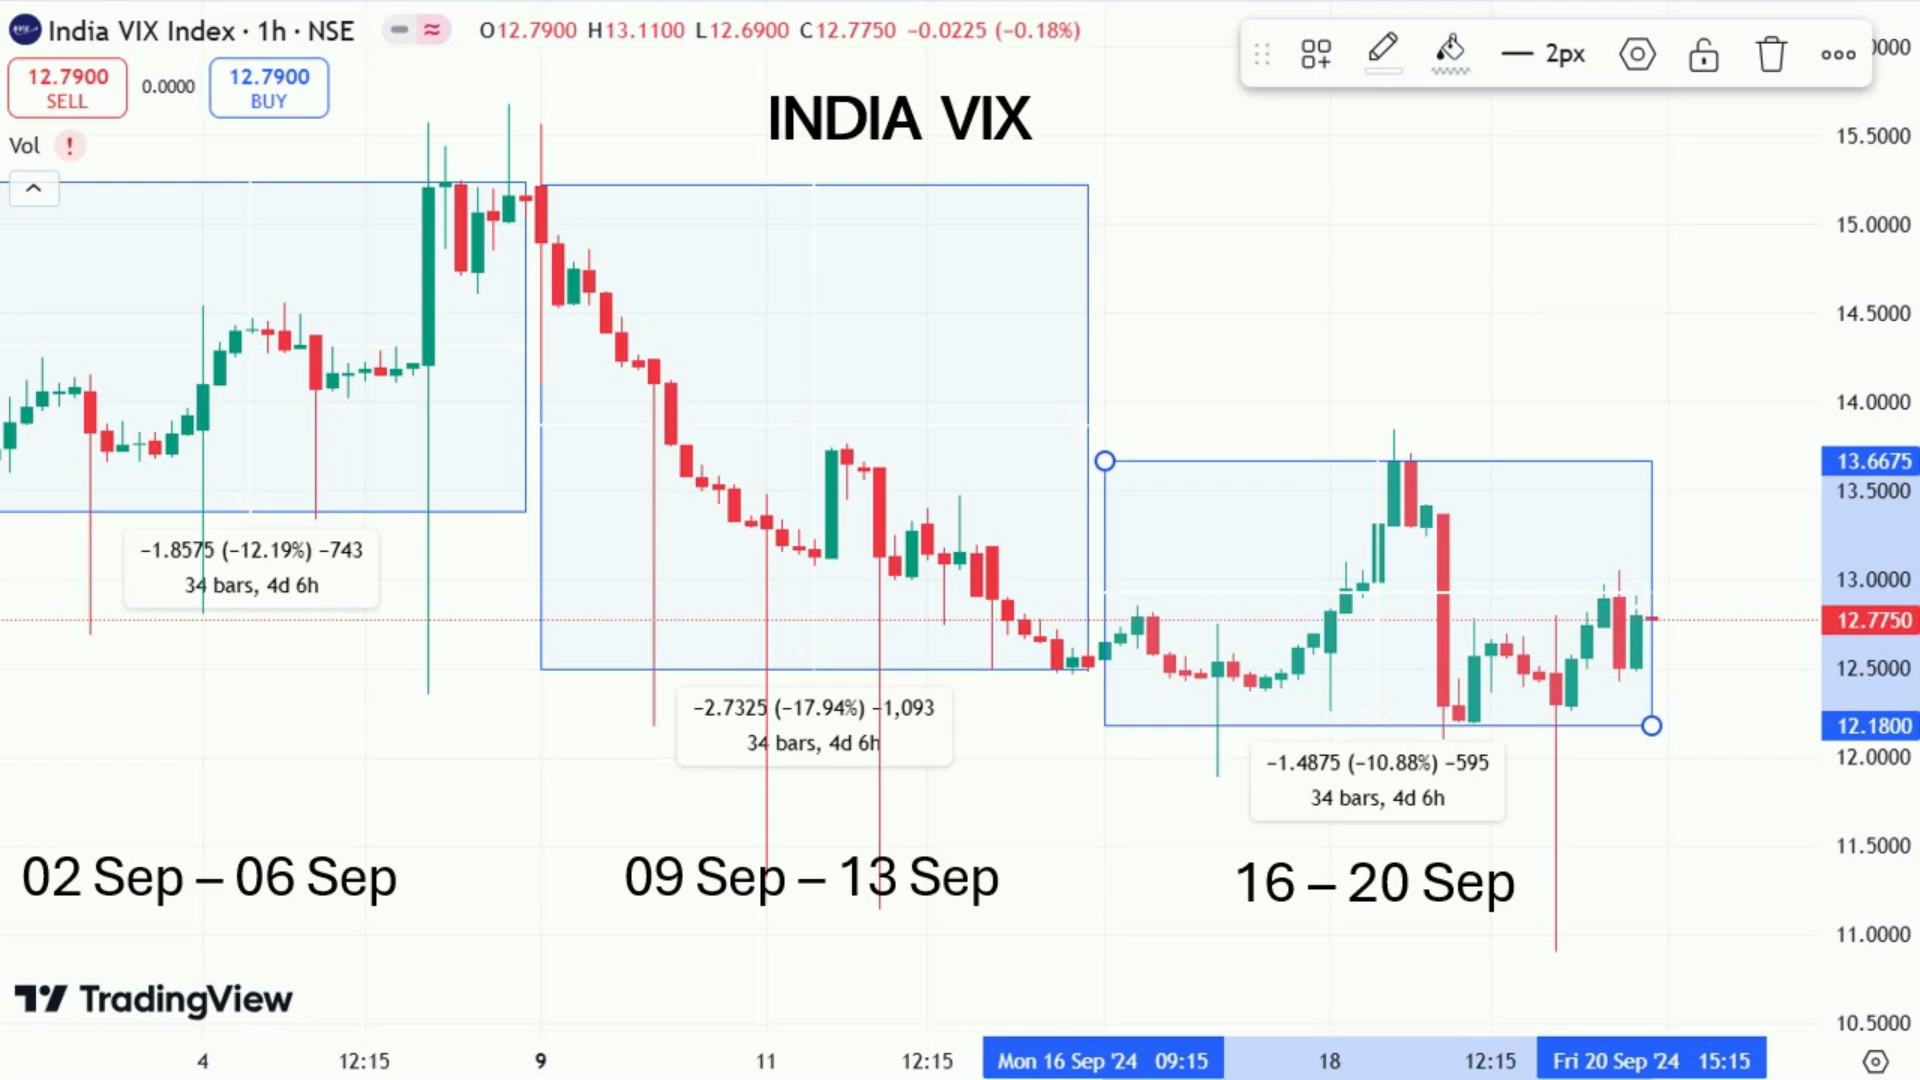 India VIX Index · 1h · NSE
O12.7900 H13.1100 L12.6900 C12.7750 −0.0225 (−0.18%)
12.7900
SELL
0.0000
12.7900
BUY
2px
Vol !
INDIA VIX
15.5000
15.0000
14.5000
14.0000
13.6675
13.5000
13.0000
12.7750
12.5000
12.1800
12.0000
11.5000
11.0000
10.5000
−1.8575 (−12.19%) −743
34 bars, 4d 6h
−2.7325 (−17.94%) −1,093
34 bars, 4d 6h
−1.4875 (−10.88%) −595
34 bars, 4d 6h
02 Sep – 06 Sep
09 Sep – 13 Sep
16 – 20 Sep
TradingView
4 12:15 9 11 12:15 Mon 16 Sep '24 09:15 18 12:15 Fri 20 Sep '24 15:15